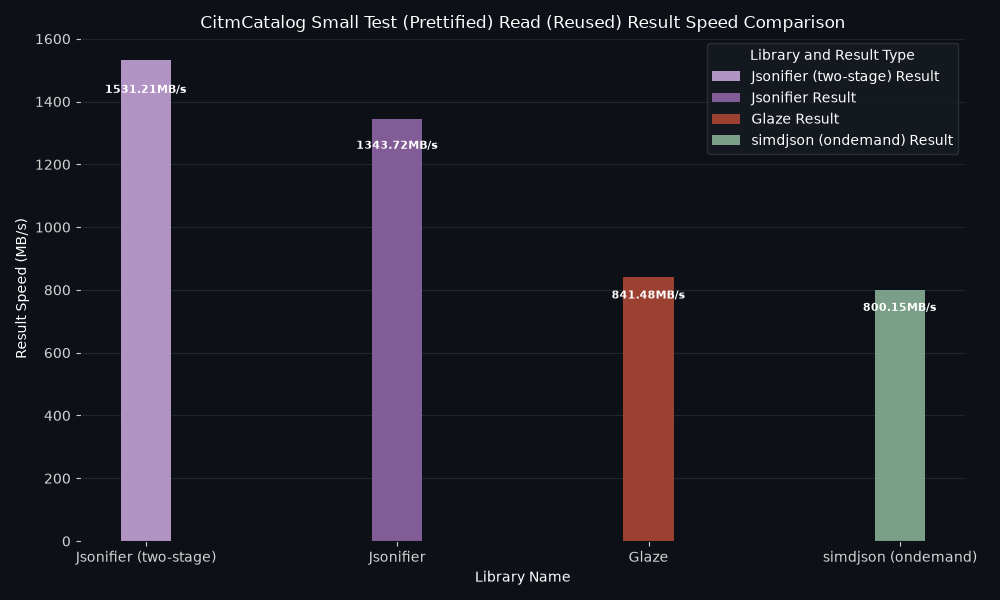 CitmCatalog Small Test (Prettified) Read (Reused) Result Speed Comparison
Library and Result Type
Jsonifier (two-stage) Result
Jsonifier Result
Glaze Result
simdjson (ondemand) Result
Result Speed (MB/s)
1600
1400
1200
1000
800
600
400
200
0
1531.21MB/s
1343.72MB/s
841.48MB/s
800.15MB/s
Jsonifier (two-stage)
Jsonifier
Glaze
simdjson (ondemand)
Library Name